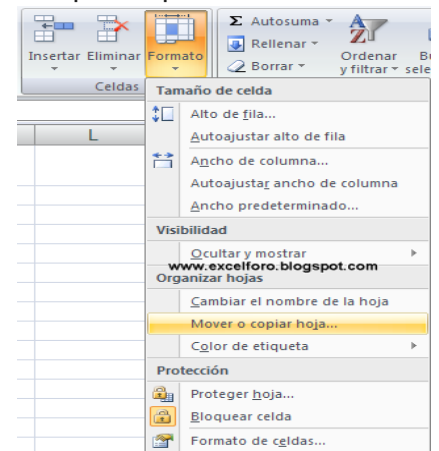 Insertar Eliminar Formato
Celdas
Σ Autosuma
Rellenar
Borrar
Ordenar
y filtrar
L
Tamaño de celda
Alto de fila...
Autoajustar alto de fila
Ancho de columna...
Autoajustar ancho de columna
Ancho predeterminado...
Visibilidad
Ocultar y mostrar
www.excelforo.blogspot.com
Organizar hojas
Cambiar el nombre de la hoja
Mover o copiar hoja...
Color de etiqueta
Protección
Proteger hoja...
Bloquear celda
Formato de celdas...